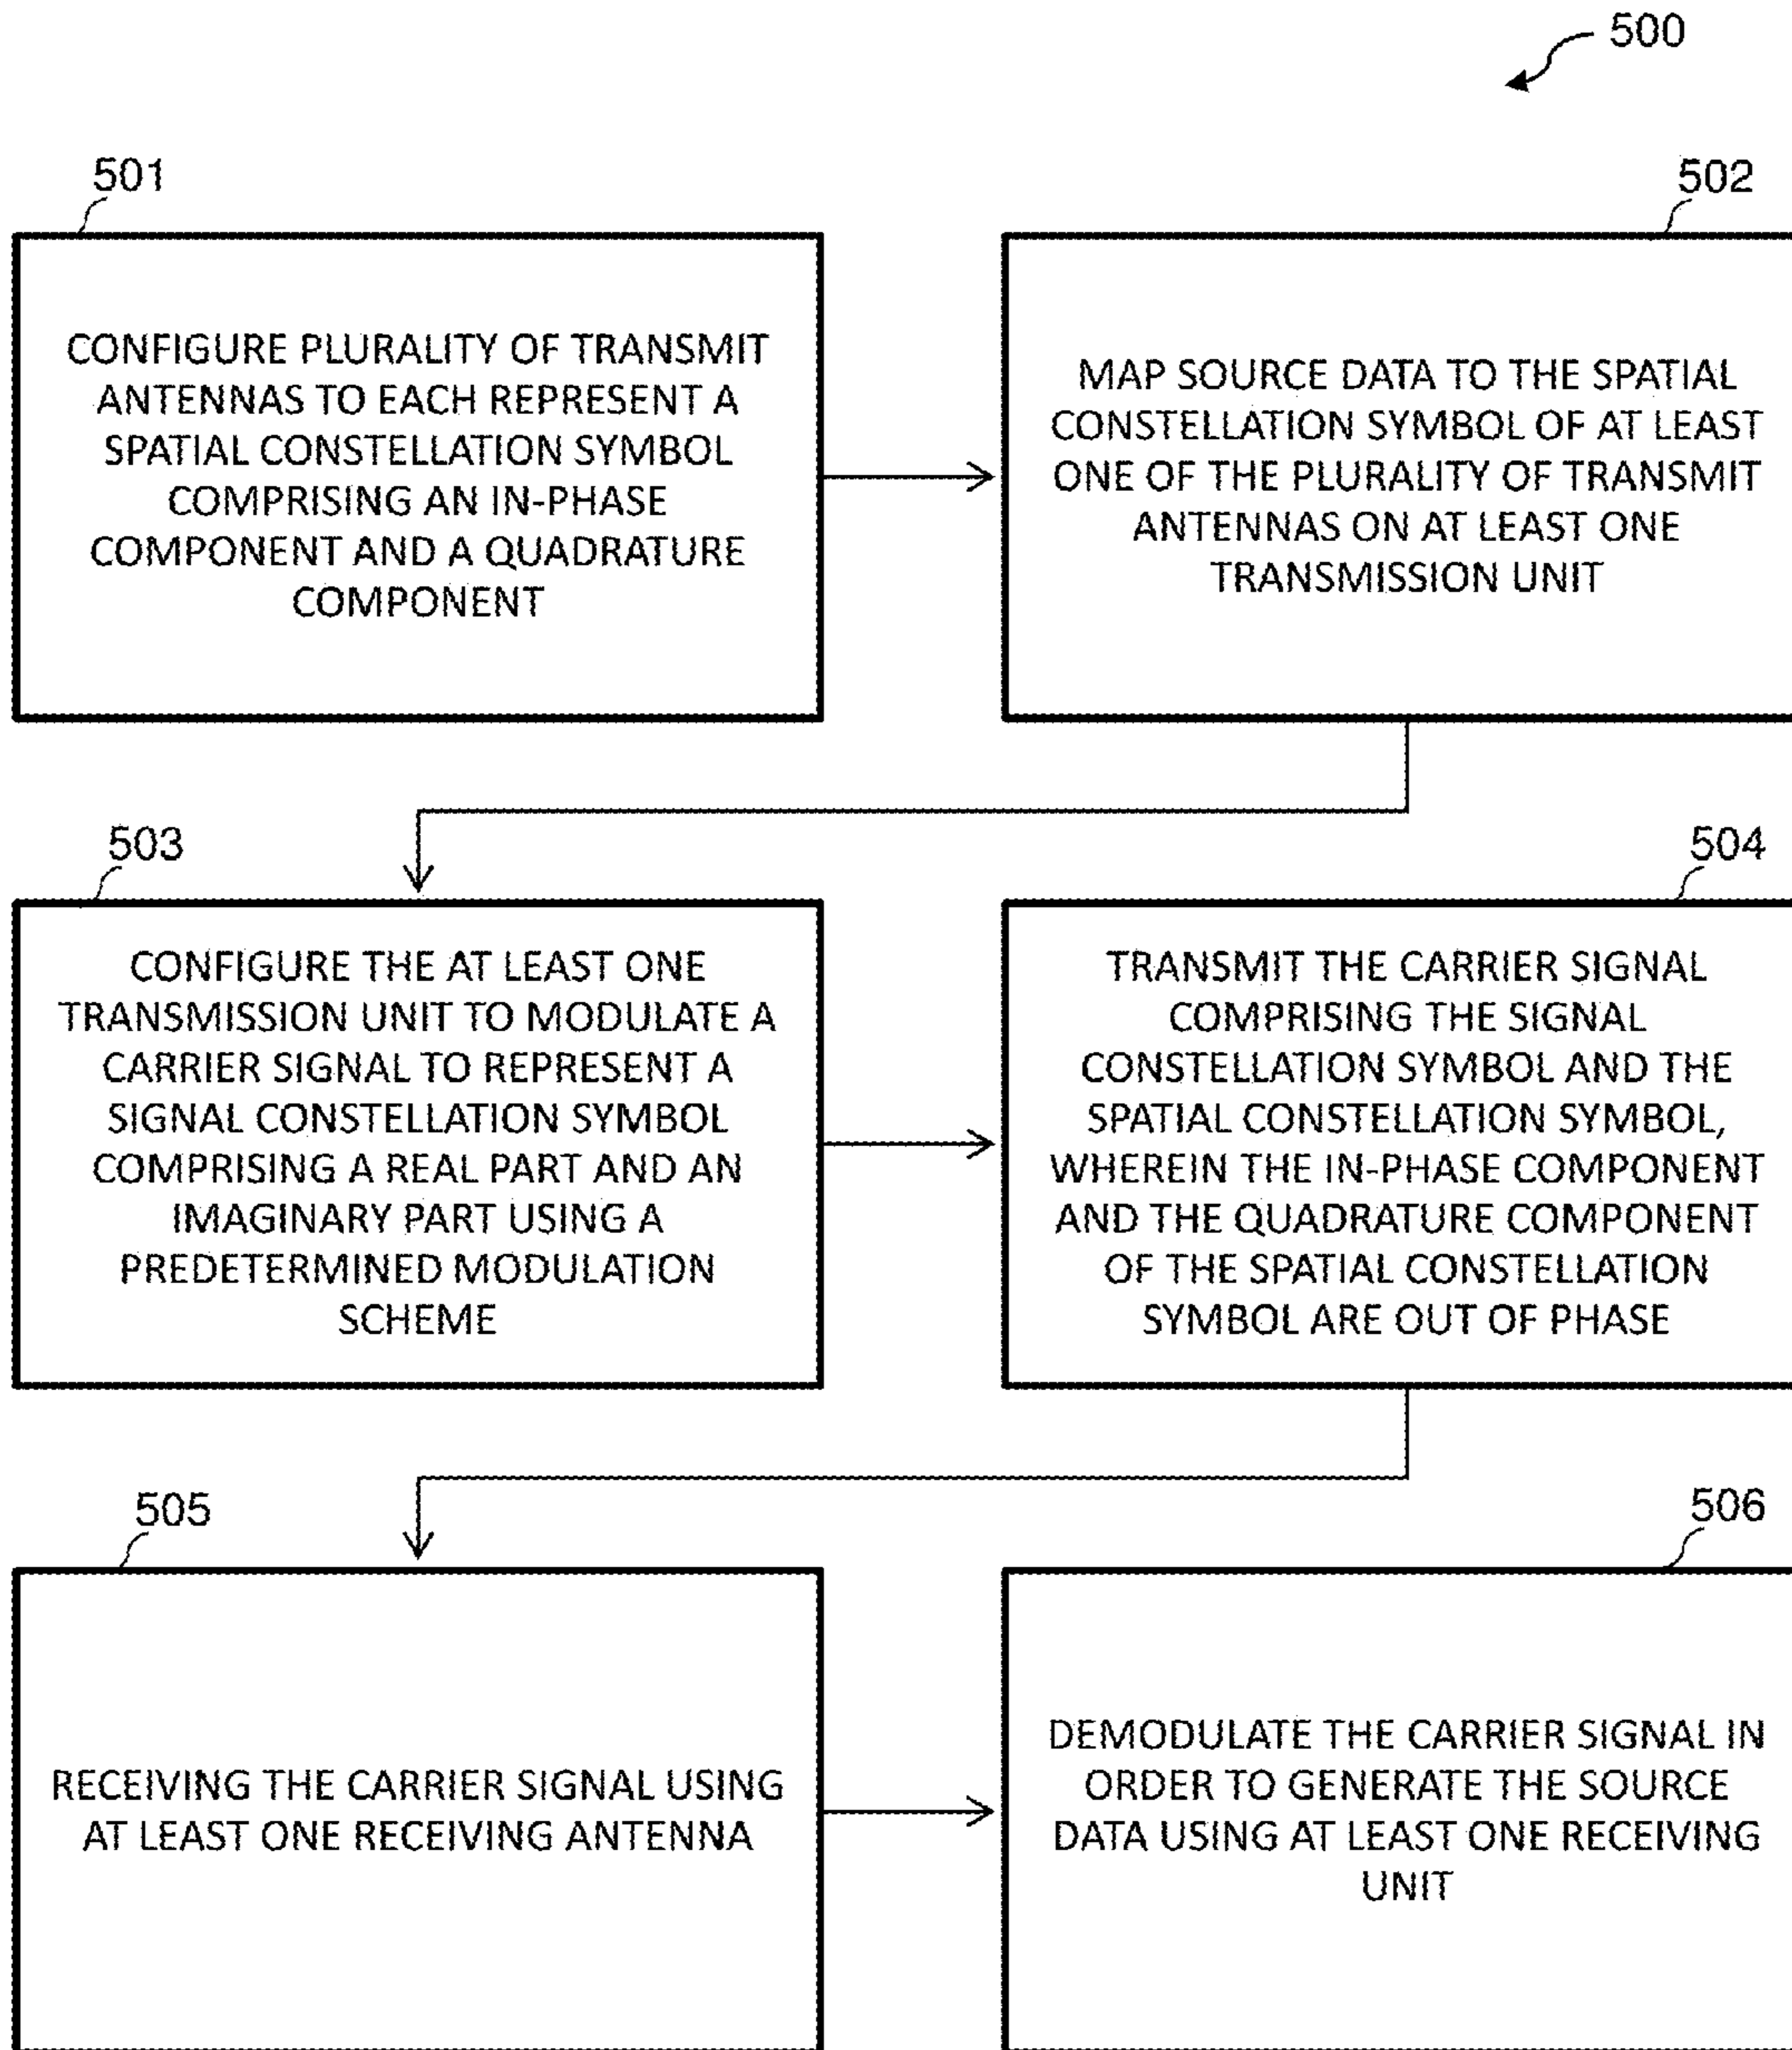 500
501
CONFIGURE PLURALITY OF TRANSMIT
ANTENNAS TO EACH REPRESENT A
SPATIAL CONSTELLATION SYMBOL
COMPRISING AN IN-PHASE
COMPONENT AND A QUADRATURE
COMPONENT
502
MAP SOURCE DATA TO THE SPATIAL
CONSTELLATION SYMBOL OF AT LEAST
ONE OF THE PLURALITY OF TRANSMIT
ANTENNAS ON AT LEAST ONE
TRANSMISSION UNIT
503
CONFIGURE THE AT LEAST ONE
TRANSMISSION UNIT TO MODULATE A
CARRIER SIGNAL TO REPRESENT A
SIGNAL CONSTELLATION SYMBOL
COMPRISING A REAL PART AND AN
IMAGINARY PART USING A
PREDETERMINED MODULATION
SCHEME
504
TRANSMIT THE CARRIER SIGNAL
COMPRISING THE SIGNAL
CONSTELLATION SYMBOL AND THE
SPATIAL CONSTELLATION SYMBOL,
WHEREIN THE IN-PHASE COMPONENT
AND THE QUADRATURE COMPONENT
OF THE SPATIAL CONSTELLATION
SYMBOL ARE OUT OF PHASE
505
RECEIVING THE CARRIER SIGNAL USING
AT LEAST ONE RECEIVING ANTENNA
506
DEMODULATE THE CARRIER SIGNAL IN
ORDER TO GENERATE THE SOURCE
DATA USING AT LEAST ONE RECEIVING
UNIT